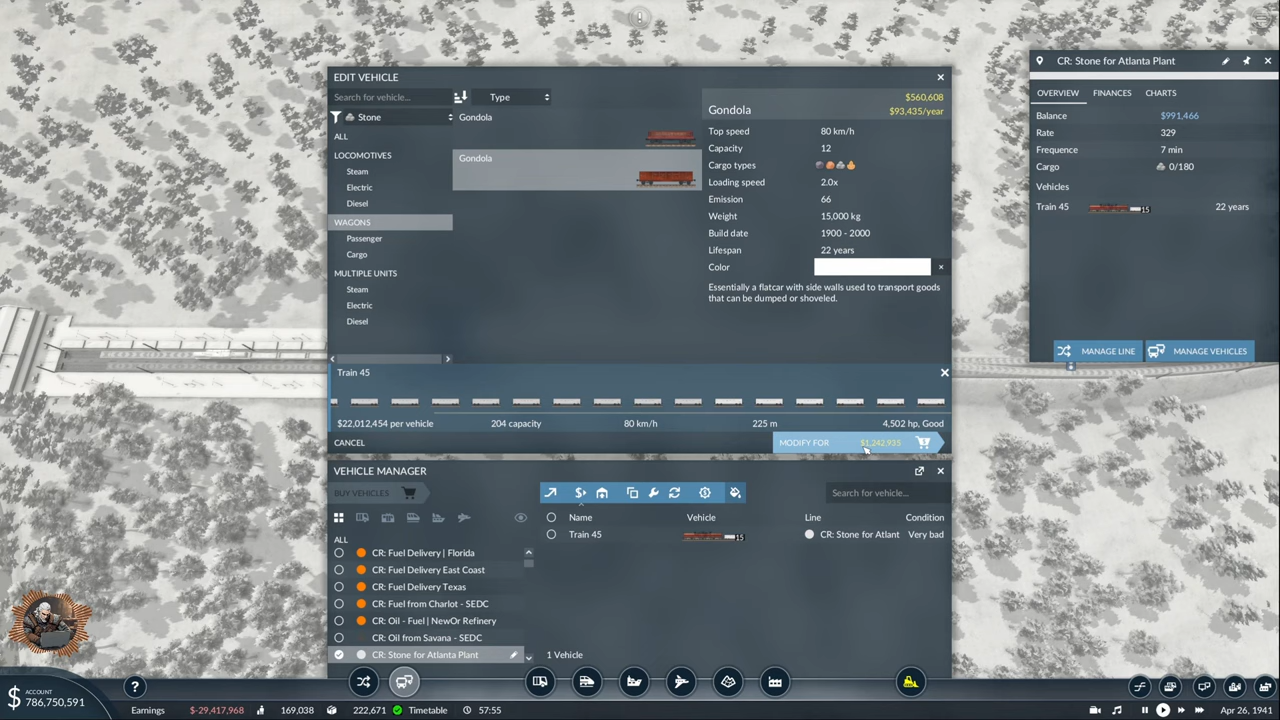 EDIT VEHICLE
Search for vehicle...
Type
Stone
ALL
LOCOMOTIVES
Steam
Electric
Diesel
WAGONS
Passenger
Cargo
MULTIPLE UNITS
Steam
Electric
Diesel
Gondola
Gondola
Gondola
$560,608
$93,435/year
Top speed 80 km/h
Capacity 12
Cargo types
Loading speed 2.0x
Emission 66
Weight 15,000 kg
Build date 1900 - 2000
Lifespan 22 years
Color
Essentially a flatcar with side walls used to transport goods
that can be dumped or shoveled.
Train 45
$22,012,454 per vehicle 204 capacity 80 km/h 225 m 4,502 hp, Good
CANCEL
MODIFY FOR $1,242,935
VEHICLE MANAGER
BUY VEHICLES
Search for vehicle...
ALL
CR: Fuel Delivery | Florida
CR: Fuel Delivery East Coast
CR: Fuel Delivery Texas
CR: Fuel from Charlot - SEDC
CR: Oil - Fuel | NewOr Refinery
CR: Oil from Savana - SEDC
CR: Stone for Atlanta Plant
Name Vehicle Line Condition
Train 45 15 CR: Stone for Atlant Very bad
1 Vehicle
CR: Stone for Atlanta Plant
OVERVIEW FINANCES CHARTS
Balance $991,466
Rate 329
Frequence 7 min
Cargo 0/180
Vehicles
Train 45 15 22 years
MANAGE LINE
MANAGE VEHICLES
$ ACCOUNT
786,750,591
?
Earnings $-29,417,968 169,038 222,671 Timetable 57:55
Apr 26, 1941